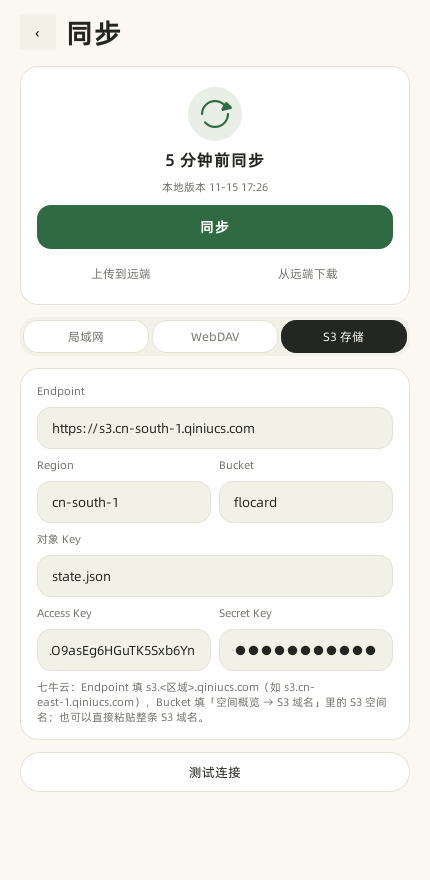 ‹ 同步
5 分钟前同步
本地版本 11-15 17:26
同步
上传到远端 从远端下载
局域网 WebDAV S3 存储
Endpoint
https://s3.cn-south-1.qiniucs.com
Region Bucket
cn-south-1 flocard
对象 Key
state.json
Access Key Secret Key
.O9asEg6HGuTK5Sxb6Yn ●●●●●●●●●●●
七牛云：Endpoint 填 s3.<区域>.qiniucs.com（如 s3.cn-
east-1.qiniucs.com），Bucket 填「空间概览 → S3 域名」里的 S3 空间
名；也可以直接粘贴整条 S3 域名。
测试连接